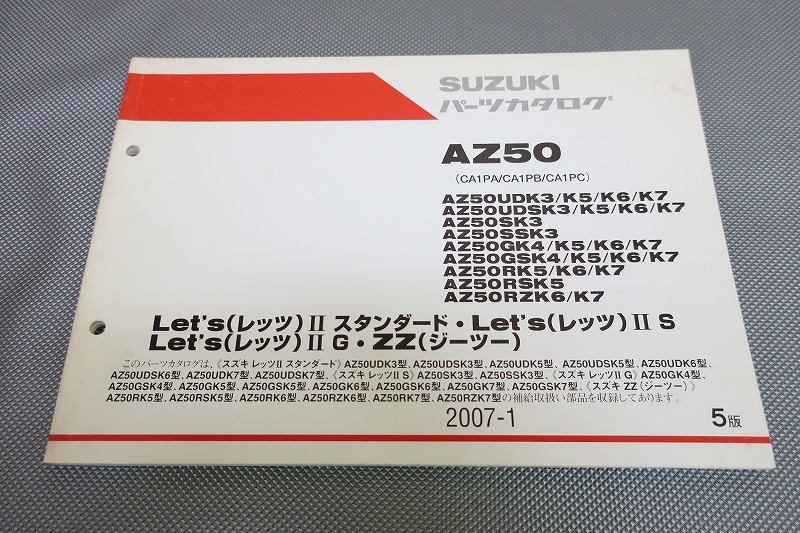 SUZUKI
パーツカタログ
AZ50
(CA1PA/CA1PB/CA1PC)
AZ50UDK3/K5/K6/K7
AZ50UDSK3/K5/K6/K7
AZ50SK3
AZ50SSK3
AZ50GK4/K5/K6/K7
AZ50GSK4/K5/K6/K7
AZ50RK5/K6/K7
AZ50RSK5
AZ50RZK6/K7
Let's(レッツ)II スタンダード・Let's(レッツ)II S
Let's(レッツ)II G・ZZ(ジーツー)
このパーツカタログは、《スズキ レッツII スタンダード》AZ50UDK3型、AZ50UDSK3型、AZ50UDK5型、AZ50UDSK5型、AZ50UDK6型、
AZ50UDSK6型、AZ50UDK7型、AZ50UDSK7型、《スズキ レッツII S》AZ50SK3型、AZ50SSK3型、《スズキ レッツII G》AZ50GK4型、
AZ50GSK4型、AZ50GK5型、AZ50GSK5型、AZ50GK6型、AZ50GSK6型、AZ50GK7型、AZ50GSK7型、《スズキ ZZ(ジーツー)》
AZ50RK5型、AZ50RSK5型、AZ50RK6型、AZ50RZK6型、AZ50RK7型、AZ50RZK7型の補給取扱い部品を収録してあります。
2007-1
5版